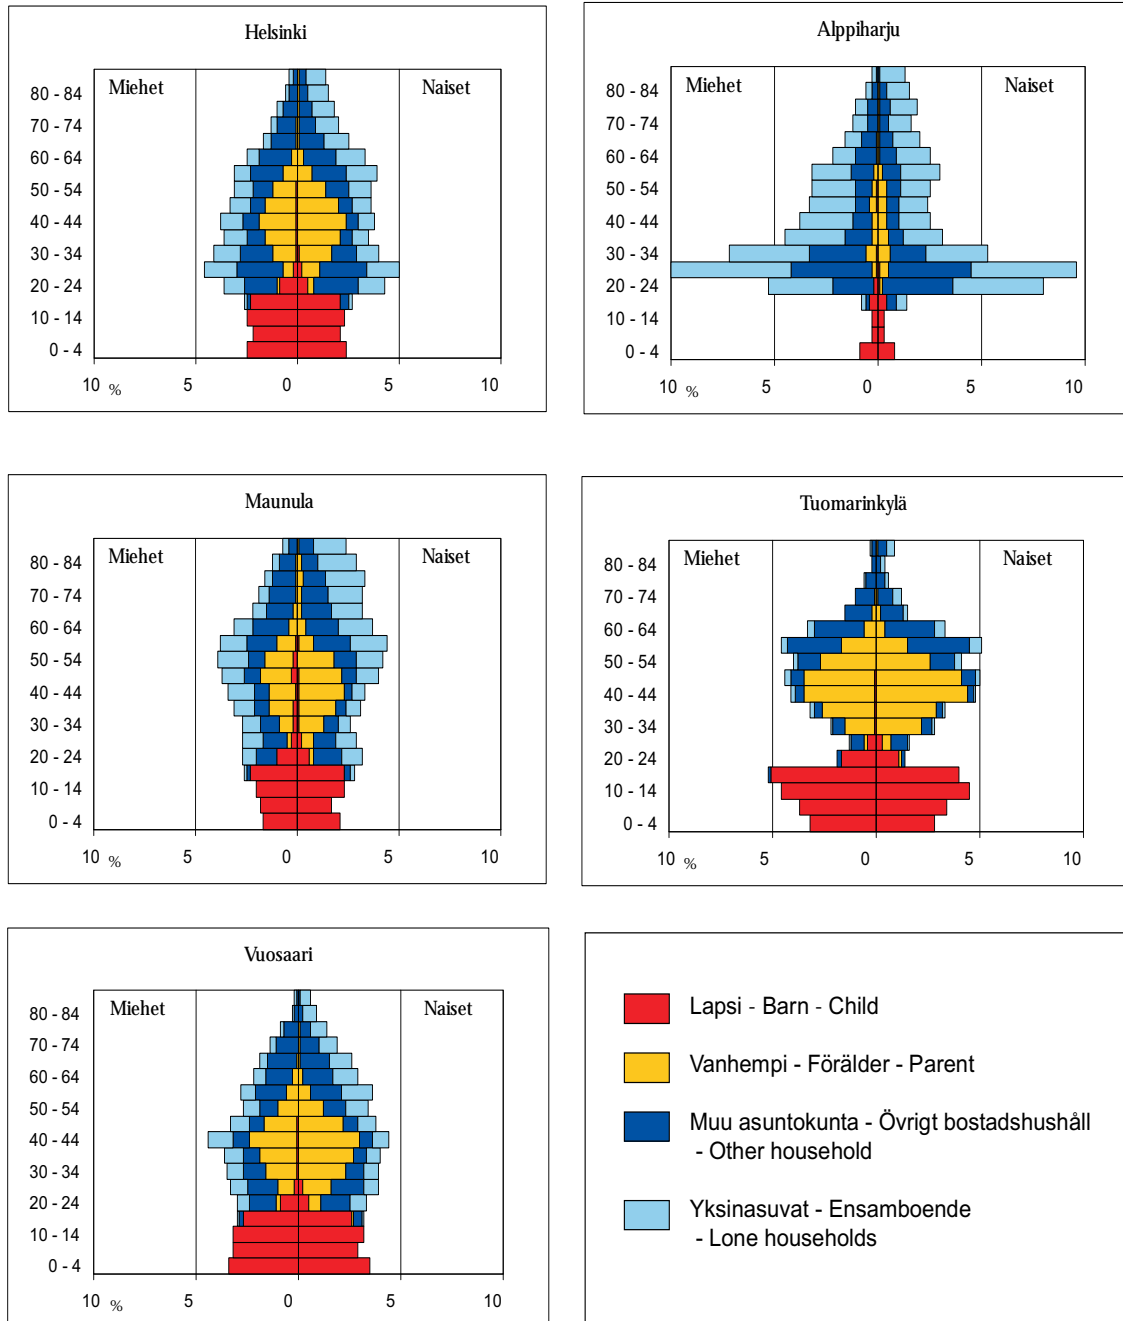 Helsinki
Miehet
Naiset
80 - 84
70 - 74
60 - 64
50 - 54
40 - 44
30 - 34
20 - 24
10 - 14
0 - 4
10 % 5 0 5 10
Alppiharju
Miehet
Naiset
80 - 84
70 - 74
60 - 64
50 - 54
40 - 44
30 - 34
20 - 24
10 - 14
0 - 4
10 % 5 0 5 10
Maunula
Miehet
Naiset
80 - 84
70 - 74
60 - 64
50 - 54
40 - 44
30 - 34
20 - 24
10 - 14
0 - 4
10 % 5 0 5 10
Tuomarinkylä
Miehet
Naiset
80 - 84
70 - 74
60 - 64
50 - 54
40 - 44
30 - 34
20 - 24
10 - 14
0 - 4
10 % 5 0 5 10
Vuosaari
Miehet
Naiset
80 - 84
70 - 74
60 - 64
50 - 54
40 - 44
30 - 34
20 - 24
10 - 14
0 - 4
10 % 5 0 5 10
Lapsi - Barn - Child
Vanhempi - Förälder - Parent
Muu asuntokunta - Övrigt bostadshushåll
- Other household
Yksinasuvat - Ensamboende
- Lone households